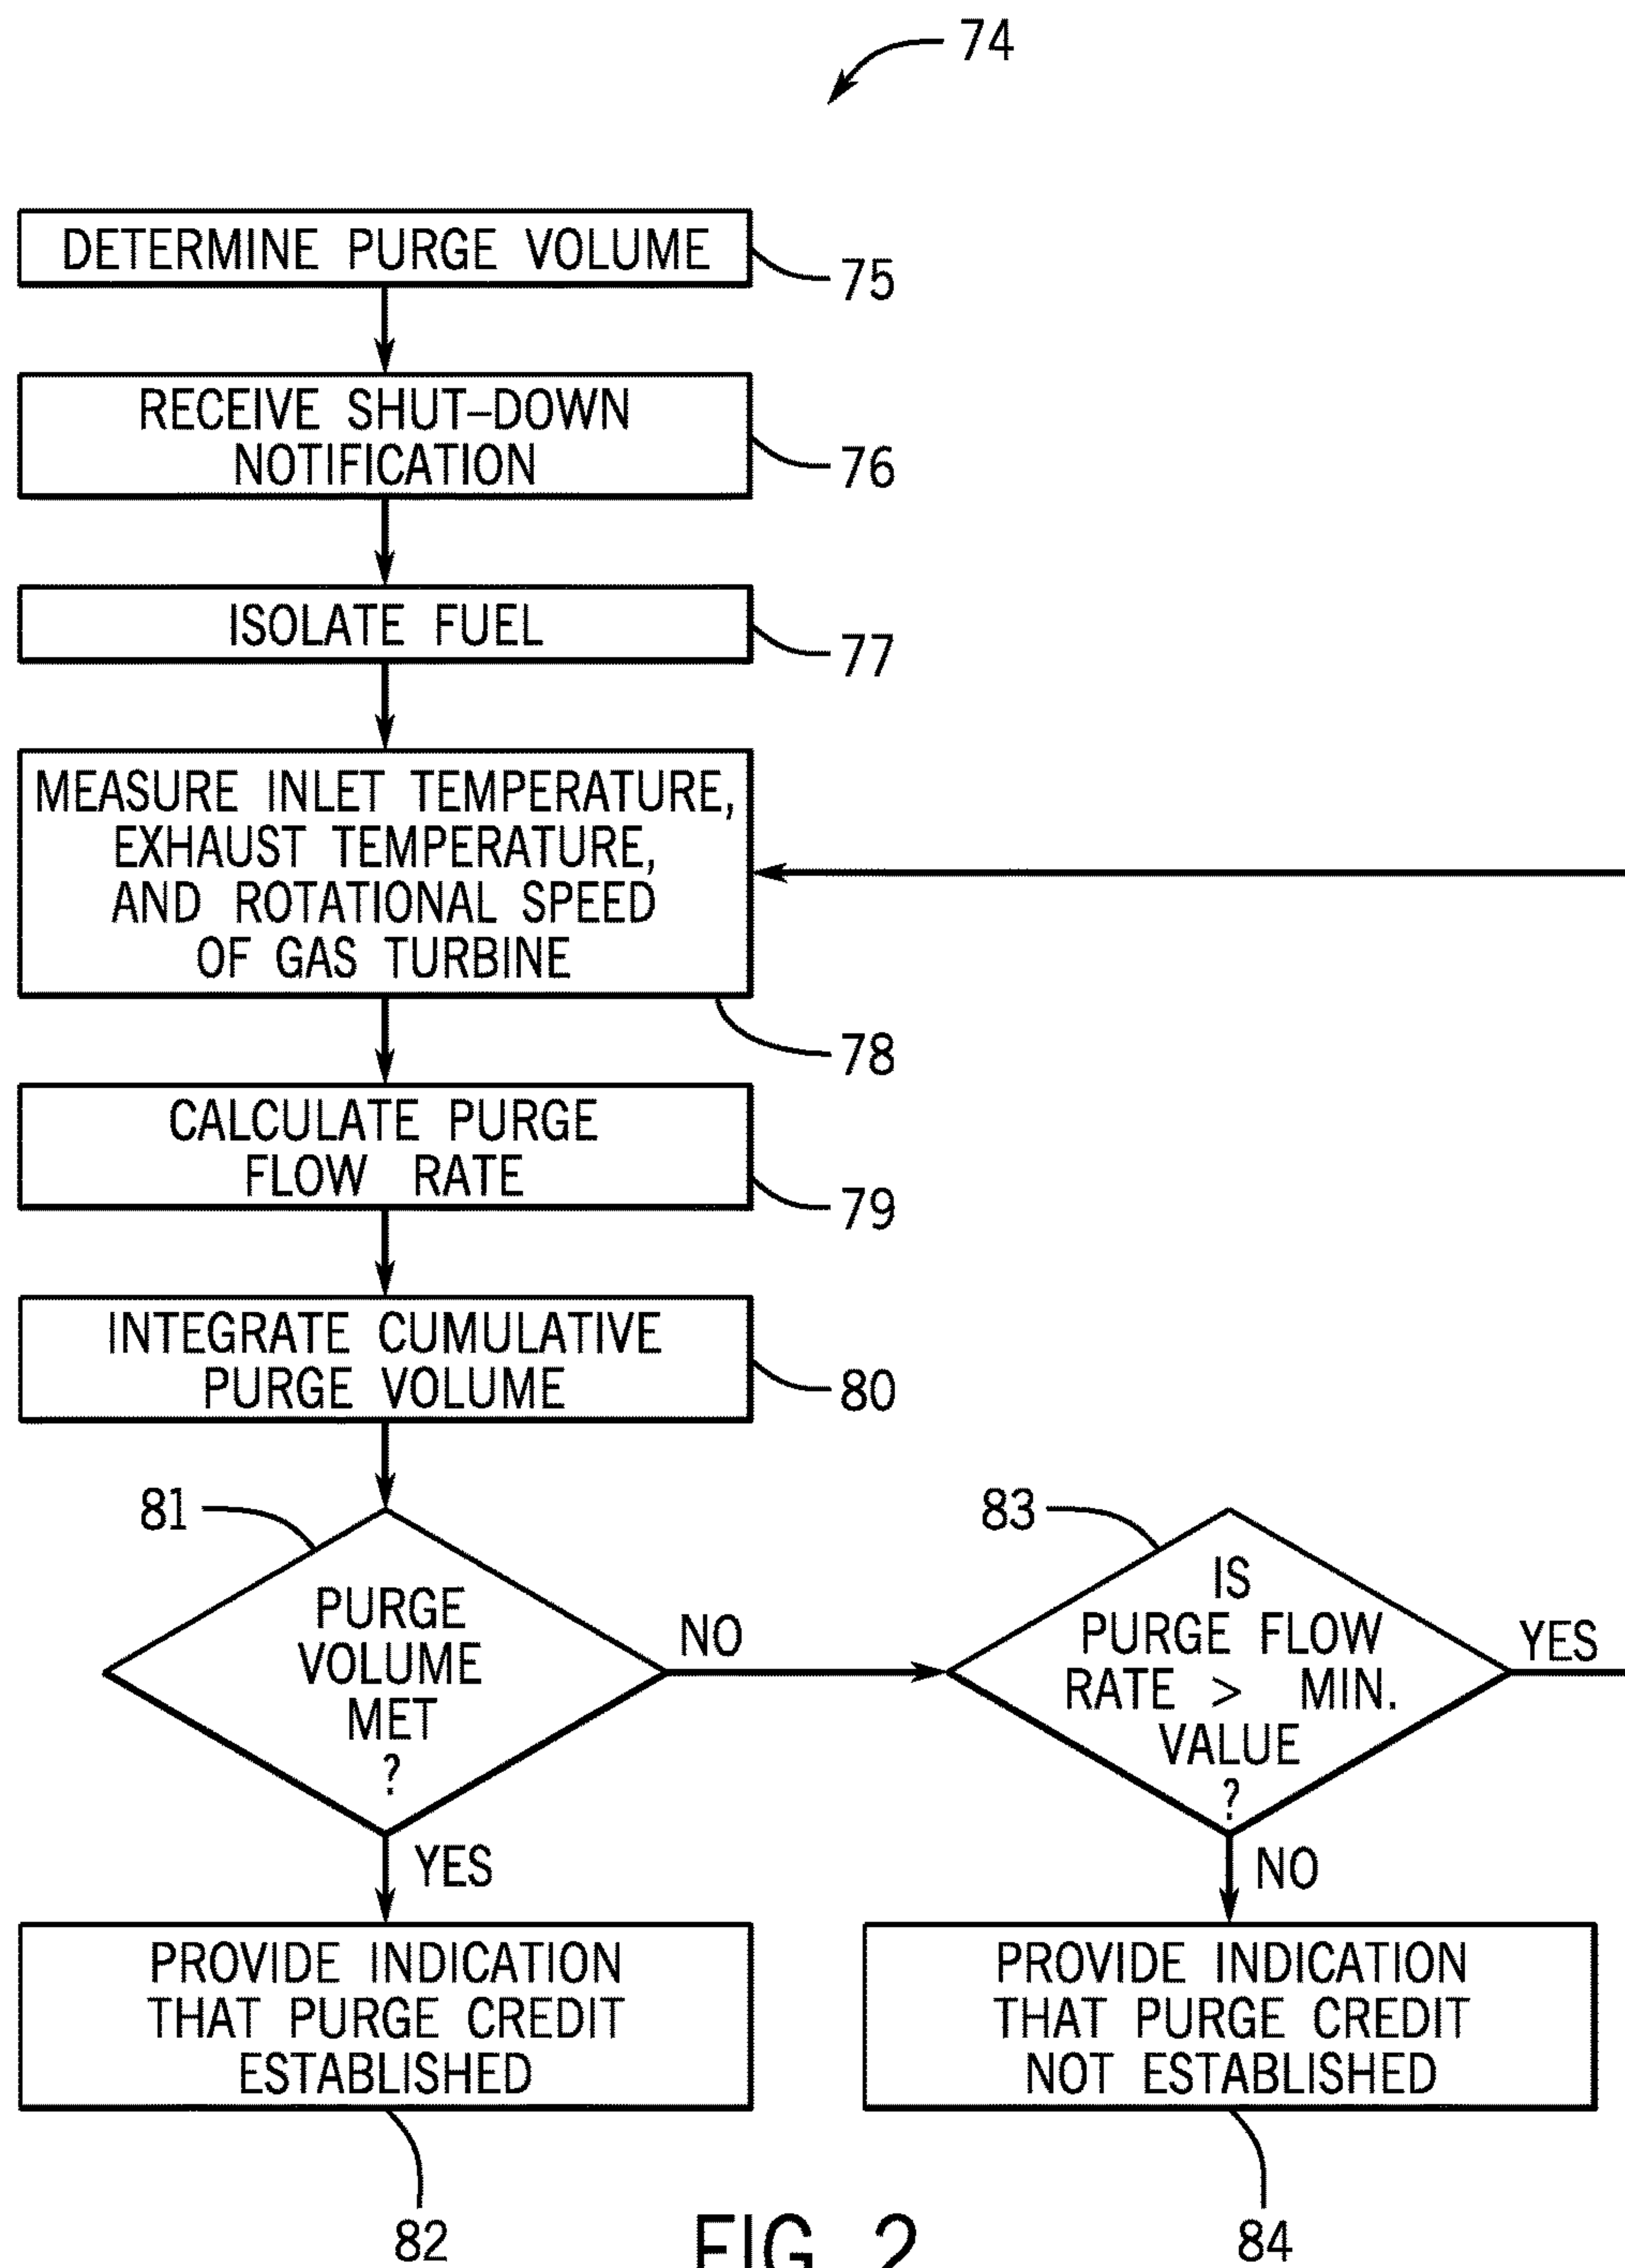 74
DETERMINE PURGE VOLUME
75
RECEIVE SHUT–DOWN
NOTIFICATION
76
ISOLATE FUEL
77
MEASURE INLET TEMPERATURE,
EXHAUST TEMPERATURE,
AND ROTATIONAL SPEED
OF GAS TURBINE
78
CALCULATE PURGE
FLOW RATE
79
INTEGRATE CUMULATIVE
PURGE VOLUME
80
81
PURGE
VOLUME
MET
?
NO
YES
83
IS
PURGE FLOW
RATE > MIN.
VALUE
?
YES
NO
PROVIDE INDICATION
THAT PURGE CREDIT
ESTABLISHED
82
PROVIDE INDICATION
THAT PURGE CREDIT
NOT ESTABLISHED
84
FIG. 2